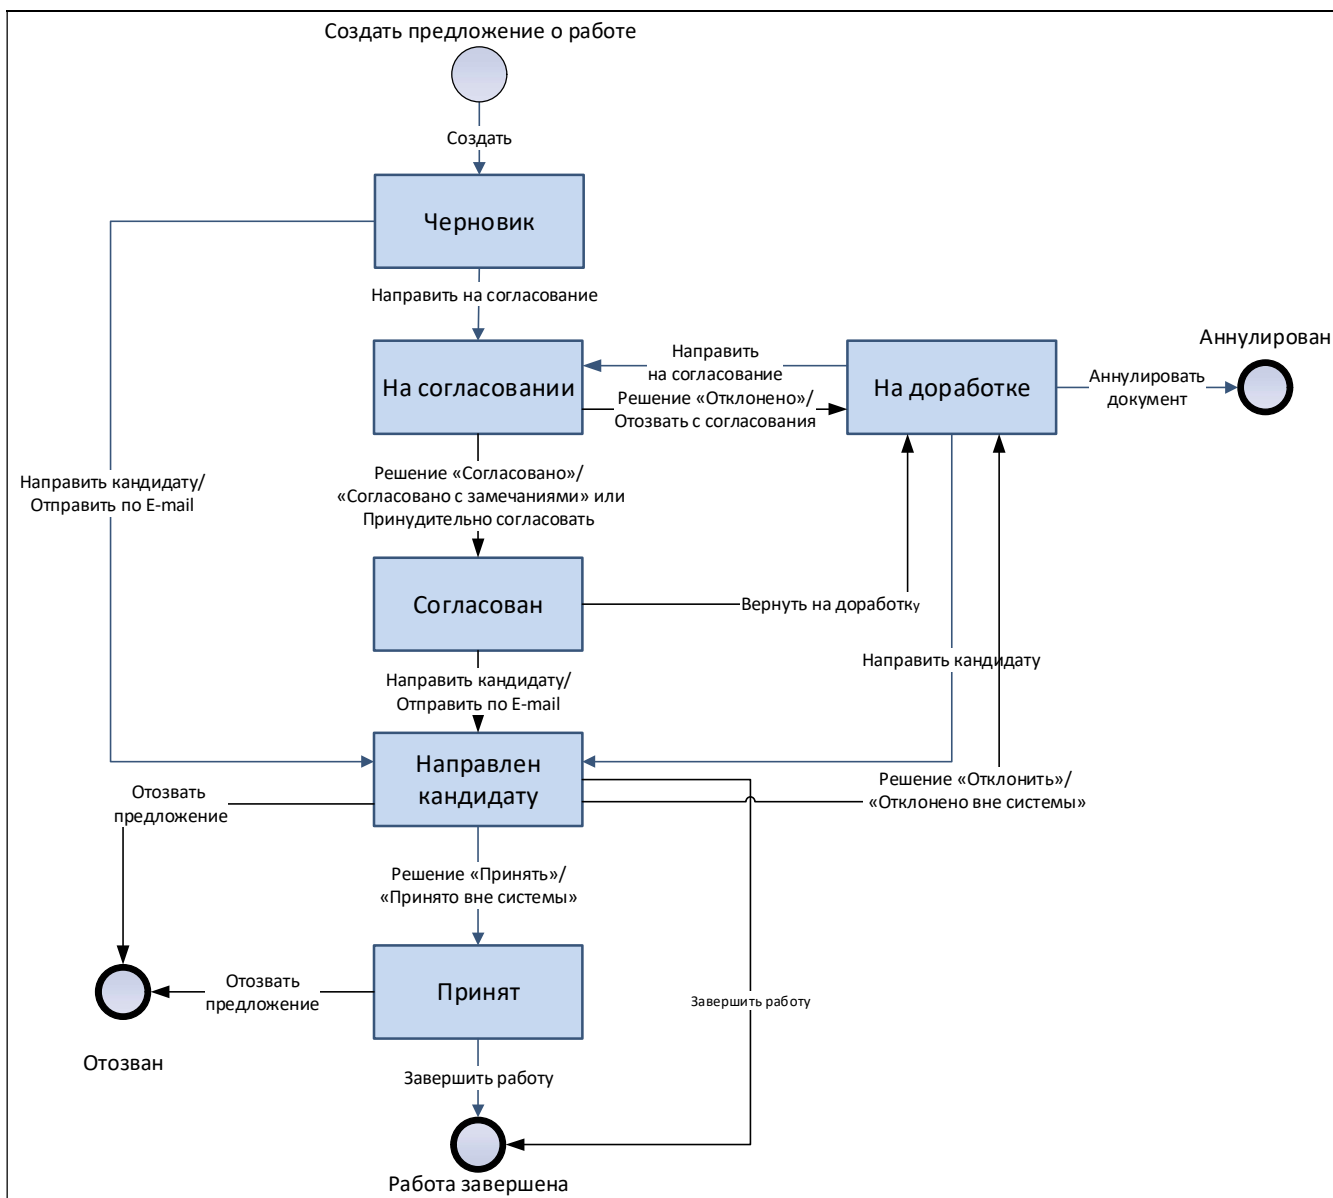 Создать предложение о работе
Создать
Черновик
Направить на согласование
Аннулирован
На согласовании
Направить
на согласование
Решение «Отклонено»/
Отозвать с согласования
На доработке
Аннулировать
документ
Направить кандидату/
Отправить по E-mail
Решение «Согласовано»/
«Согласовано с замечаниями» или
Принудительно согласовать
Согласован
Вернуть на доработку
Направить кандидату/
Отправить по E-mail
Направить кандидату
Направлен
кандидату
Решение «Отклонить»/
«Отклонено вне системы»
Отозвать
предложение
Решение «Принять»/
«Принято вне системы»
Принят
Отозвать
предложение
Завершить работу
Отозван
Завершить работу
Работа завершена